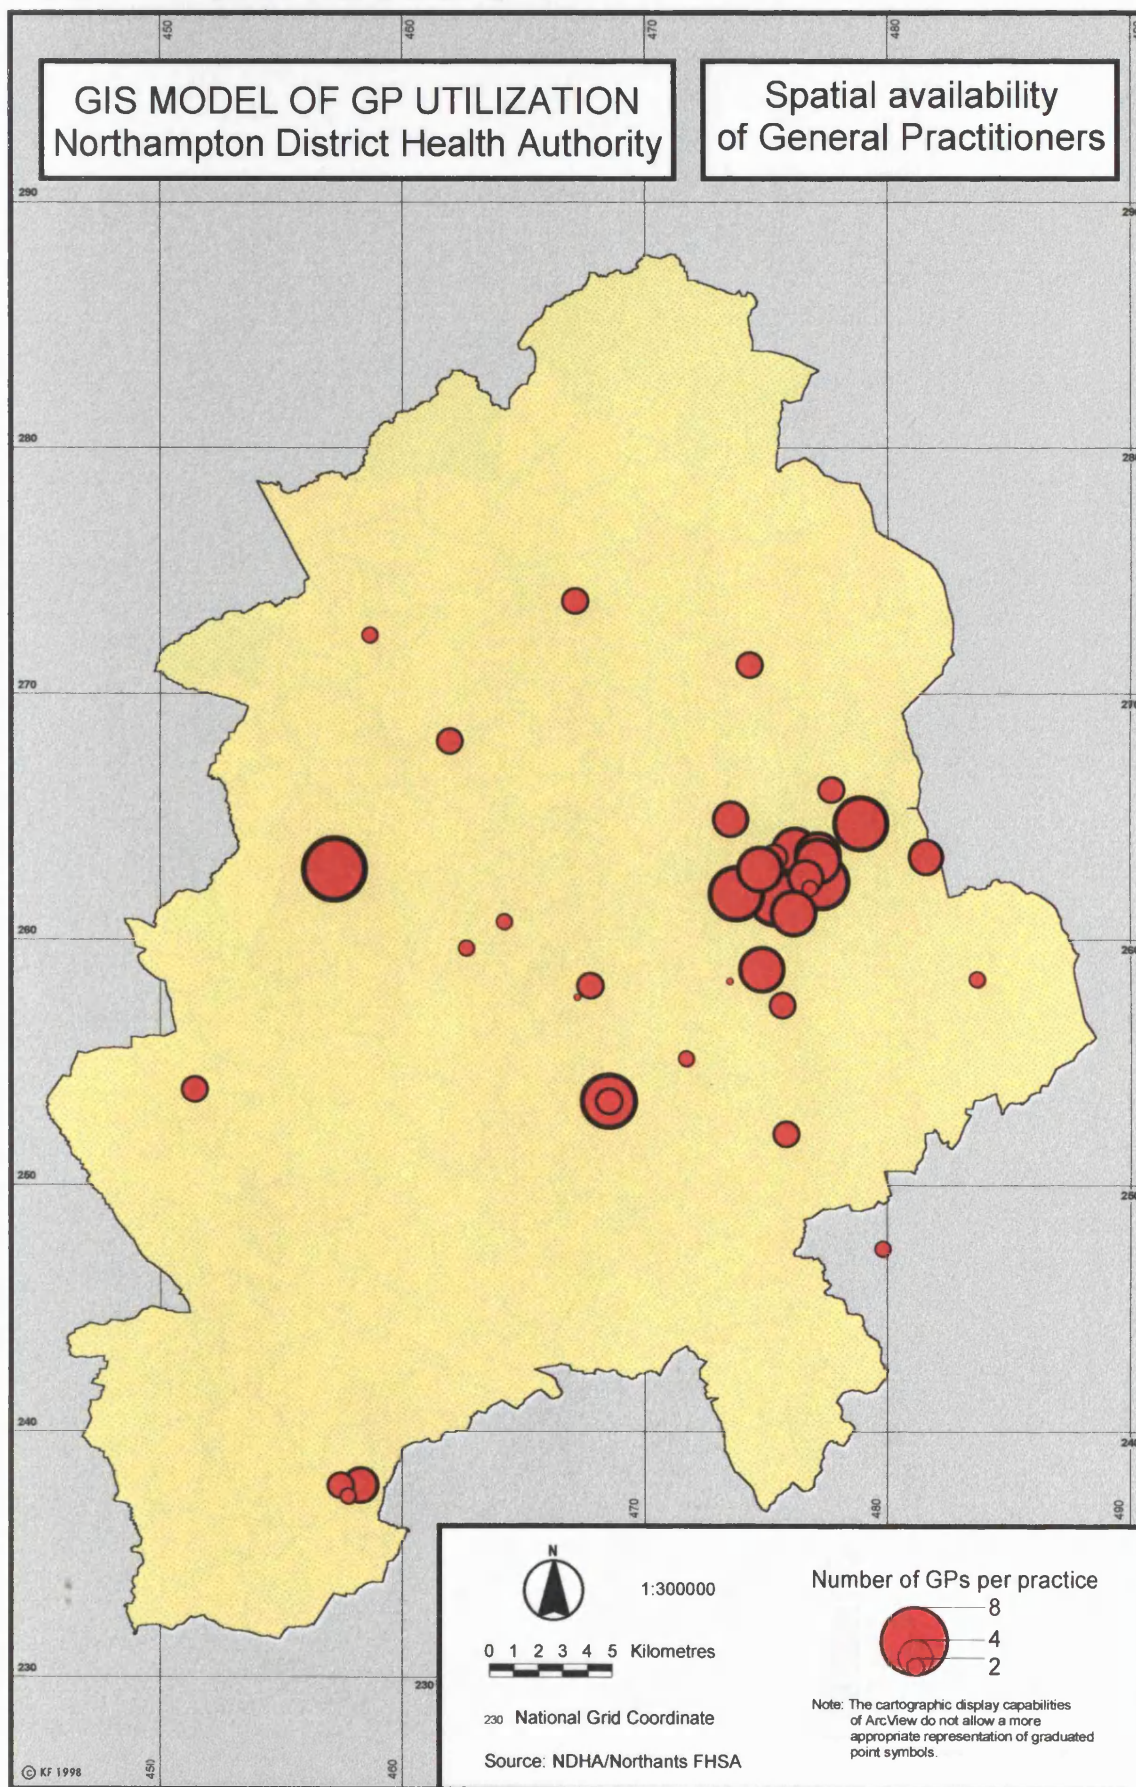 450
460
470
480
GIS MODEL OF GP UTILIZATION
Northampton District Health Authority
Spatial availability
of General Practitioners
290
280
270
260
250
240
230
470
480
490
230
450
460
N
1:300000
0 1 2 3 4 5 Kilometres
230 National Grid Coordinate
Source: NDHA/Northants FHSA
Number of GPs per practice
8
4
2
Note: The cartographic display capabilities
of ArcView do not allow a more
appropriate representation of graduated
point symbols.
© KF 1998